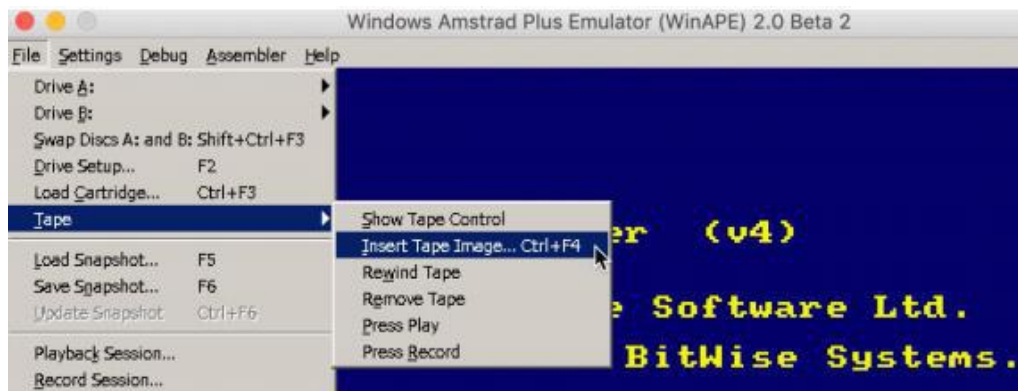 Windows Amstrad Plus Emulator (WinAPE) 2.0 Beta 2
File Settings Debug Assembler Help
Drive A:
Drive B:
Swap Discs A: and B: Shift+Ctrl+F3
Drive Setup... F2
Load Cartridge... Ctrl+F3
Tape
Load Snapshot... F5
Save Snapshot... F6
Update Snapshot Ctrl+F6
Playback Session...
Record Session...
Show Tape Control
Insert Tape Image... Ctrl+F4
Rewind Tape
Remove Tape
Press Play
Press Record
er (v4)
e Software Ltd.
BitWise Systems.